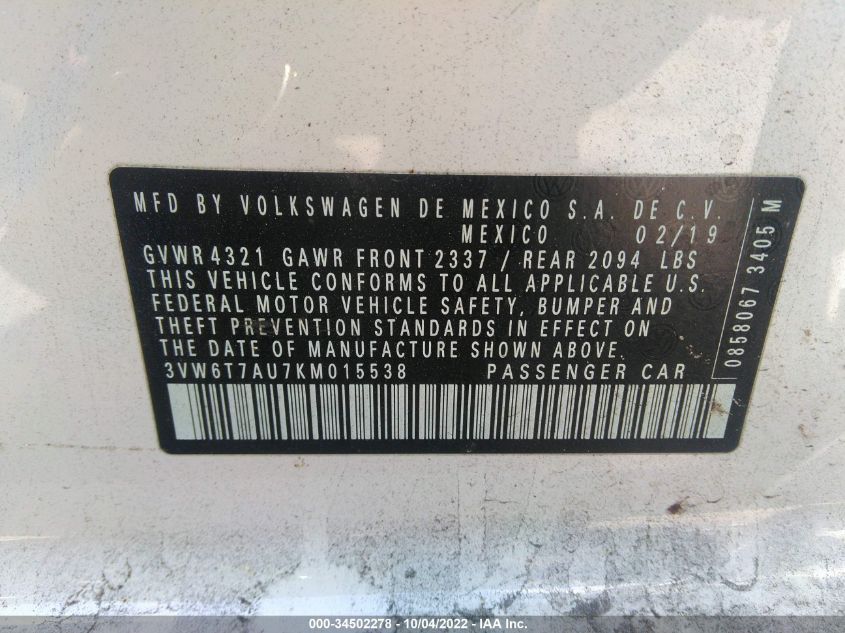 MFD BY VOLKSWAGEN DE MEXICO S.A. DE C.V.
MEXICO 02/19
GVWR 4321 GAWR FRONT 2337 / REAR 2094 LBS
THIS VEHICLE CONFORMS TO ALL APPLICABLE U.S.
FEDERAL MOTOR VEHICLE SAFETY, BUMPER AND
THEFT PREVENTION STANDARDS IN EFFECT ON
THE DATE OF MANUFACTURE SHOWN ABOVE.
3VW6T7AU7KM015538 PASSENGER CAR
0858067 3405 M
000-34502278 - 10/04/2022 - IAA Inc.